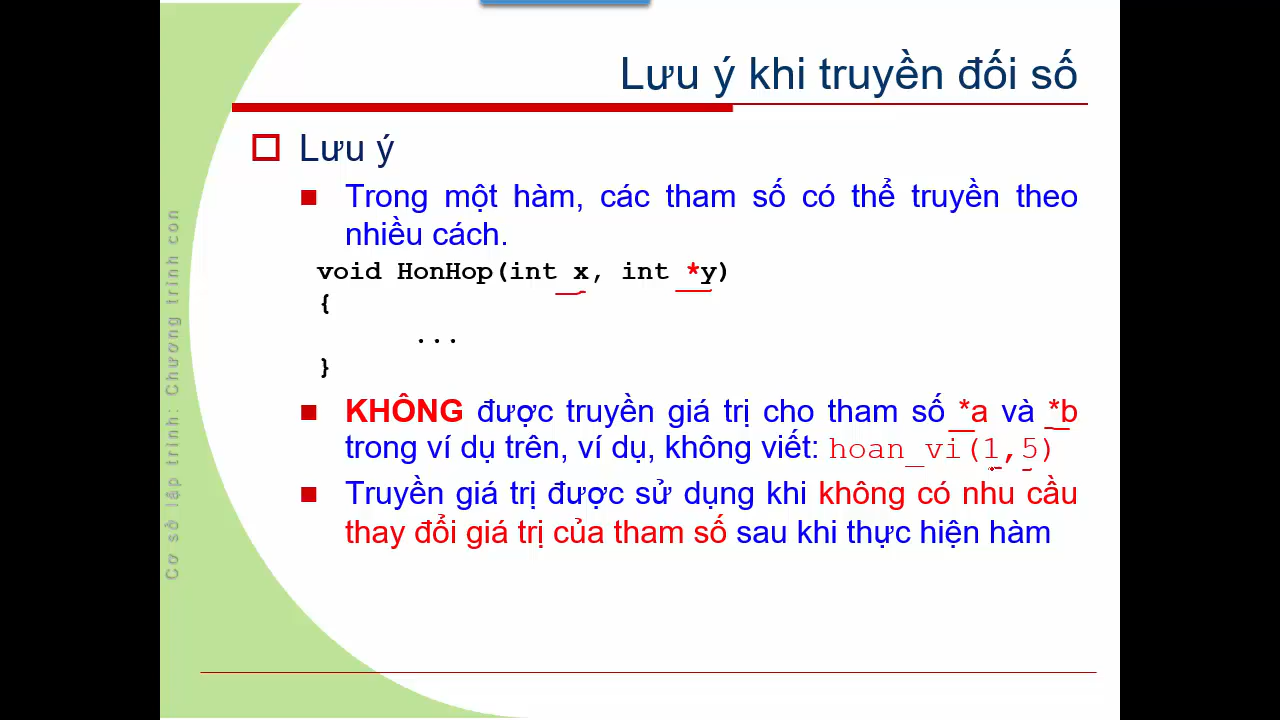 Lưu ý khi truyền đối số
Lưu ý
Trong một hàm, các tham số có thể truyền theo
nhiều cách.
void HonHop(int x, int *y)
{
...
}
KHÔNG được truyền giá trị cho tham số *a và *b
trong ví dụ trên, ví dụ, không viết: hoan_vi(1,5)
Truyền giá trị được sử dụng khi không có nhu cầu
thay đổi giá trị của tham số sau khi thực hiện hàm
Cơ sở lập trình: Chương trình con